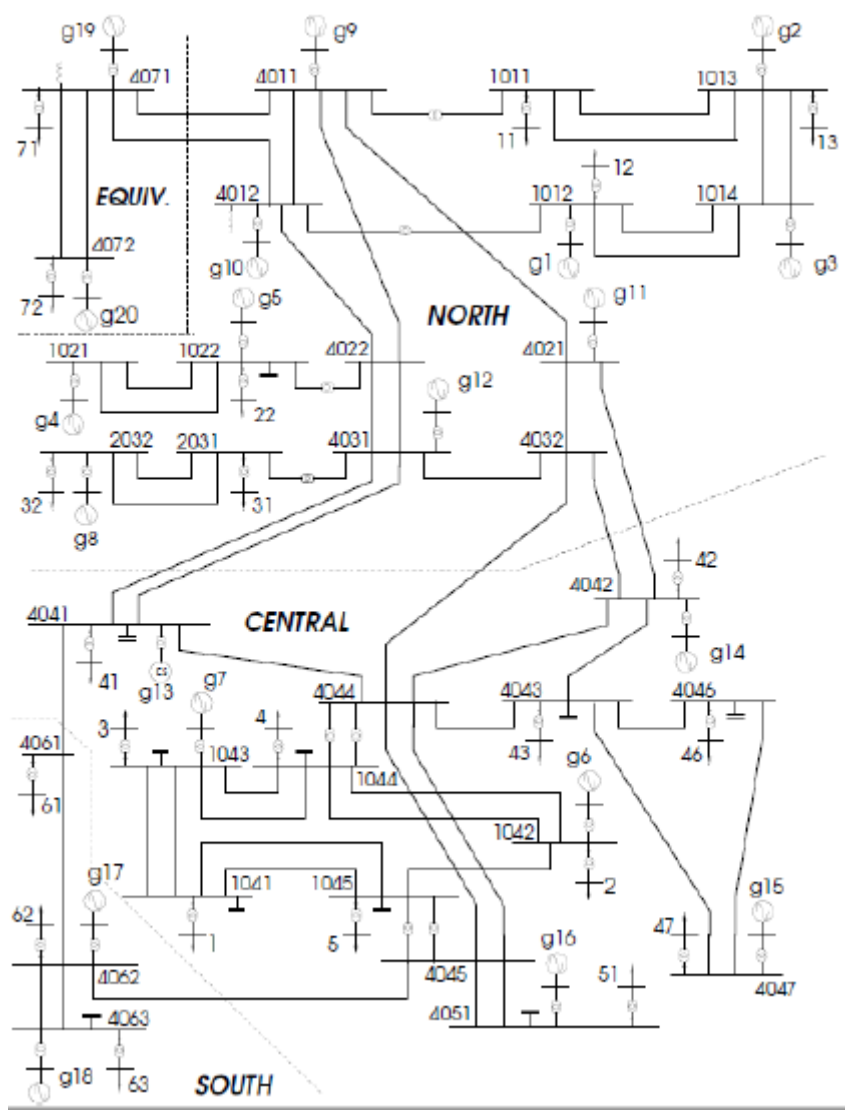 g19 g9 g2
4071 4011 1011 1013
71 11 13
12
EQUIV. 4012 1012 1014
4072
g10 g1 g3
72 g20 g5 NORTH g11
1021 1022 4022 4021
g12
g4 22
2032 2031 4031 4032
32 g8 31
42
4042
4041 CENTRAL
41 g13 g7 g14
4044 4043 4046
3 4
4061 1043 43 46
1044 g6
61
1042
g17 1041 1045 2 g15
62 1 5 g16 47
4062 4045 51
4051 4047
4063
g18 63 SOUTH